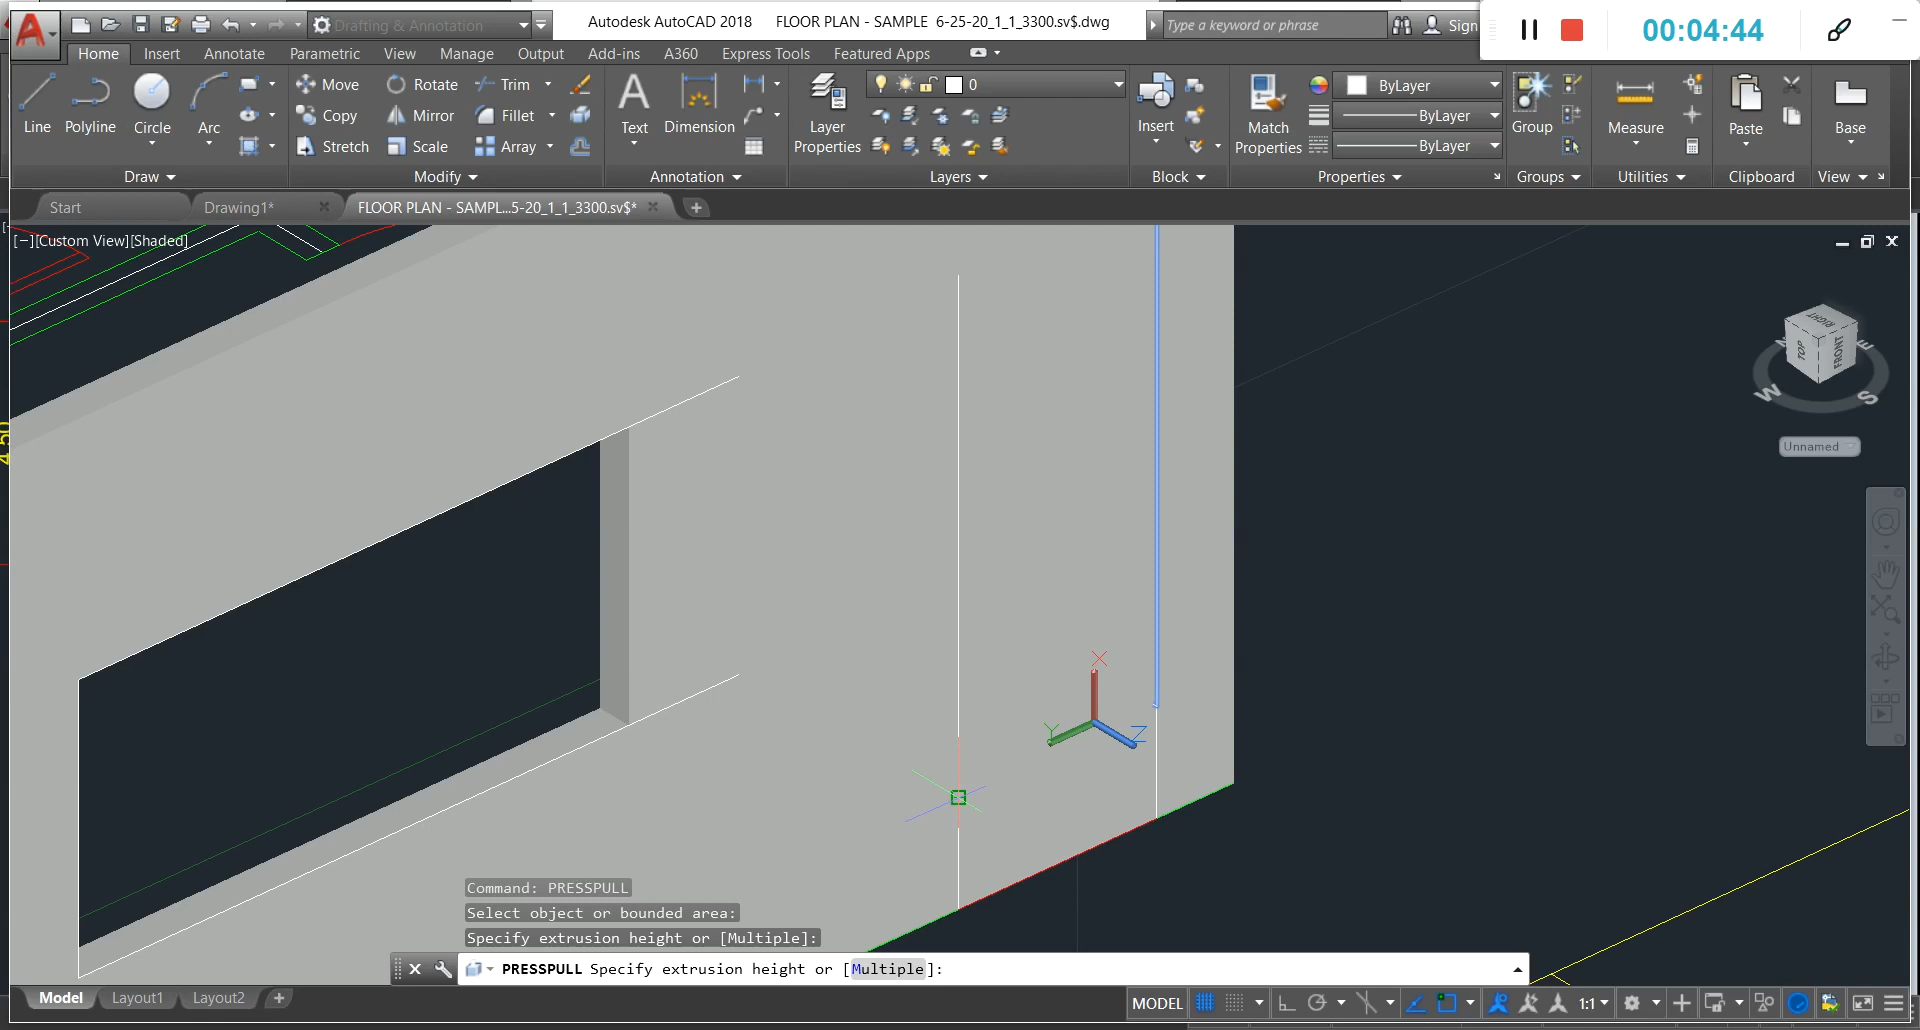 Drafting & Annotation
Autodesk AutoCAD 2018 FLOOR PLAN - SAMPLE 6-25-20_1_1_3300.sv$.dwg
Type a keyword or phrase
Sign
00:04:44
Home Insert Annotate Parametric View Manage Output Add-ins A360 Express Tools Featured Apps
Line Polyline Circle Arc
Move Rotate Trim
Copy Mirror Fillet
Stretch Scale Array
Text Dimension
Layer Properties
0
Insert
Match Properties
ByLayer
ByLayer
ByLayer
Group
Measure
Paste
Base
Draw Modify Annotation Layers Block Properties Groups Utilities Clipboard View
Start Drawing1* FLOOR PLAN - SAMPL...5-20_1_1_3300.sv$*
[−][Custom View][Shaded]
RIGHT
TOP
FRONT
W
S
E
Unnamed
4.50
X
Y
Z
Command: PRESSPULL
Select object or bounded area:
Specify extrusion height or [Multiple]:
PRESSPULL Specify extrusion height or [Multiple]:
Model Layout1 Layout2
MODEL
1:1